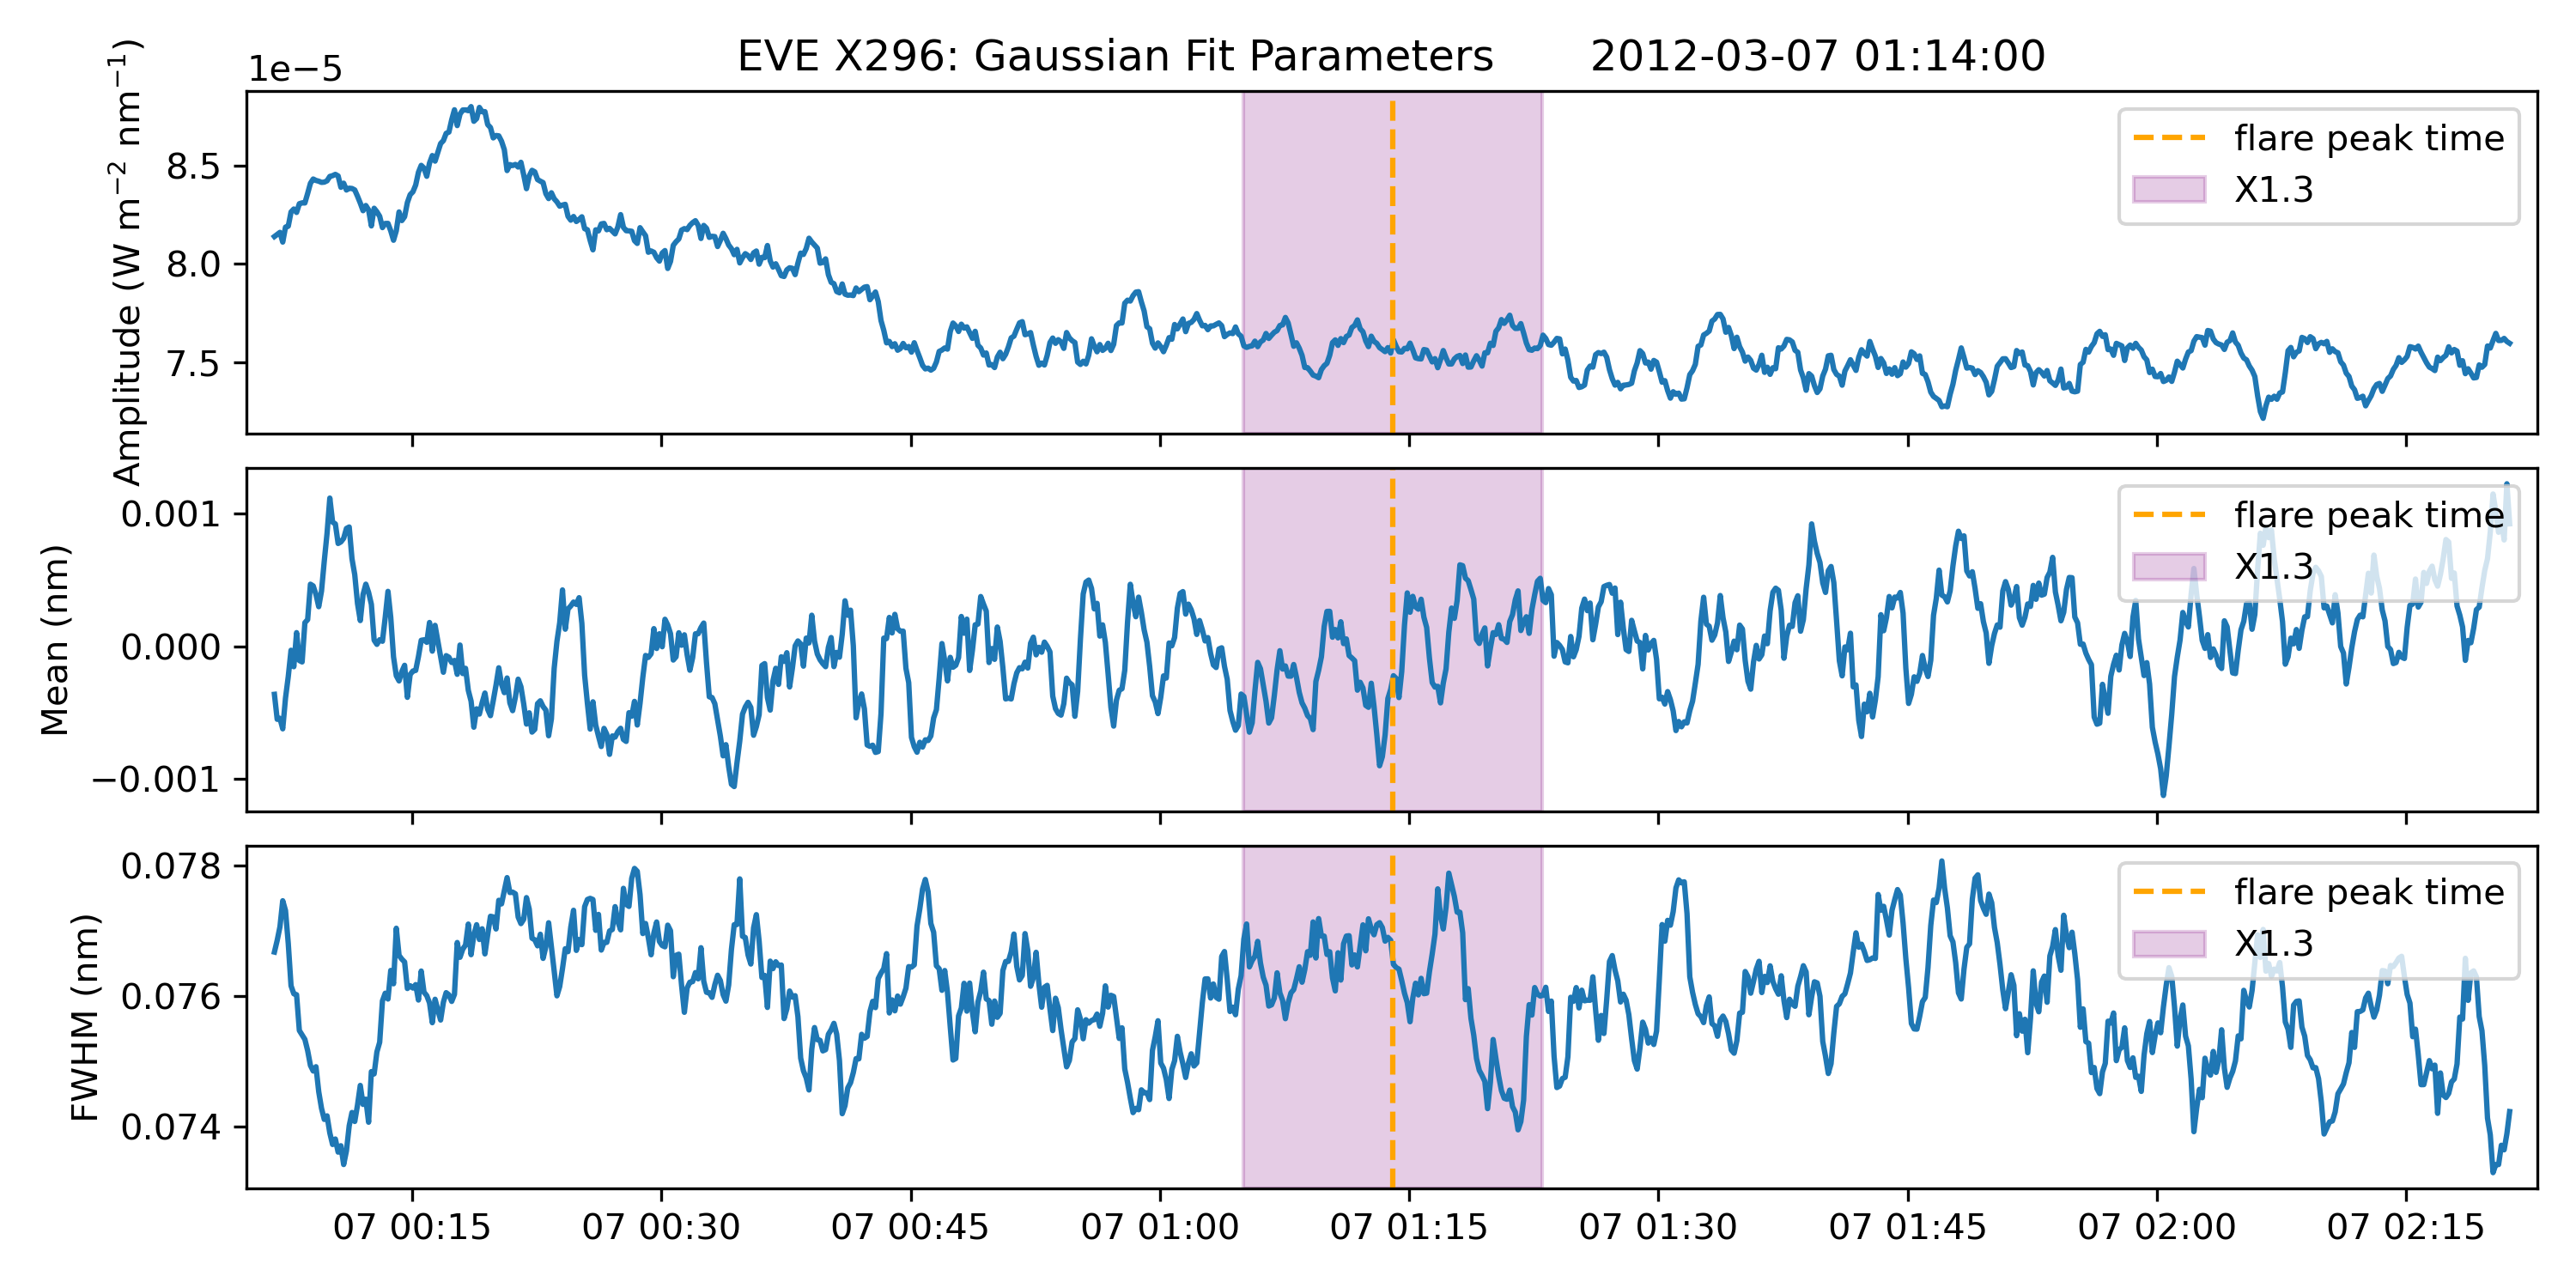 EVE X296: Gaussian Fit Parameters 2012-03-07 01:14:00
1e−5
Amplitude (W m⁻² nm⁻¹)
8.5
8.0
7.5
flare peak time
X1.3
Mean (nm)
0.001
0.000
−0.001
flare peak time
X1.3
FWHM (nm)
0.078
0.076
0.074
flare peak time
X1.3
07 00:15 07 00:30 07 00:45 07 01:00 07 01:15 07 01:30 07 01:45 07 02:00 07 02:15